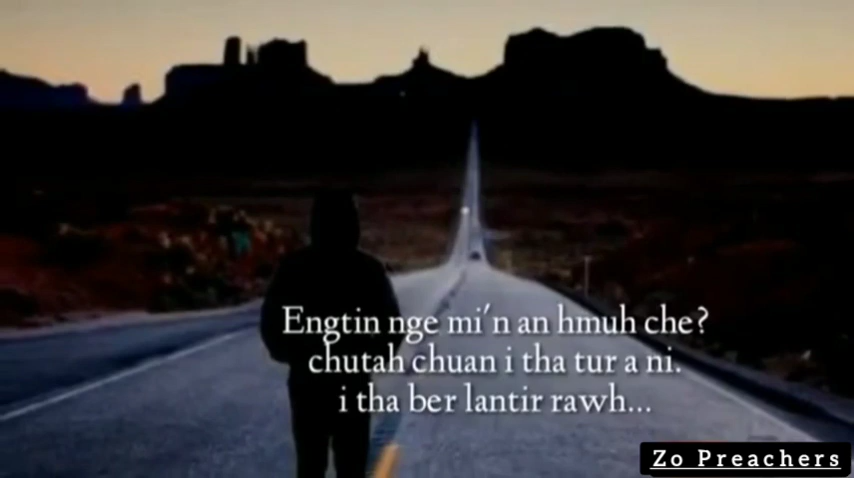 Engtin nge mi'n an hmuh che?
chutah chuan i tha tur a ni.
i tha ber lantir rawh...
Zo Preachers